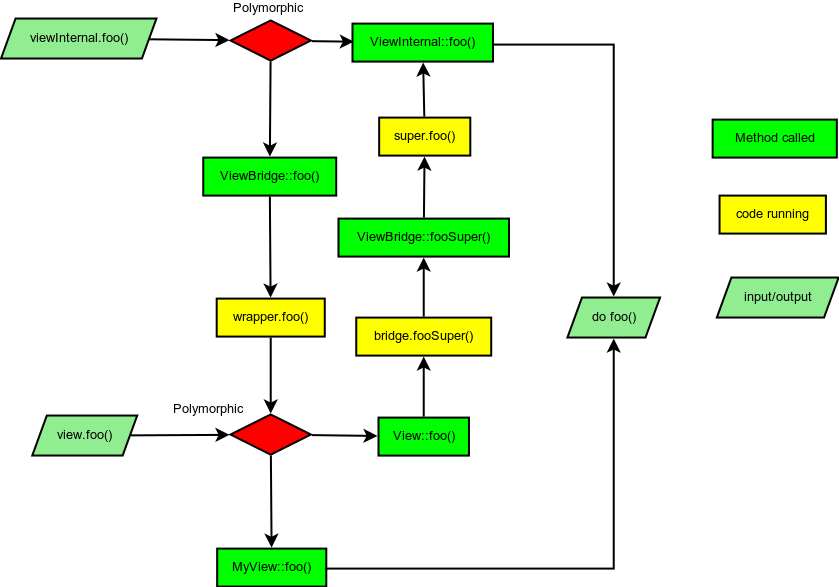 Polymorphic
viewInternal.foo()
ViewInternal::foo()
super.foo()
Method called
ViewBridge::foo()
code running
ViewBridge::fooSuper()
input/output
wrapper.foo()
do foo()
bridge.fooSuper()
Polymorphic
view.foo()
View::foo()
MyView::foo()